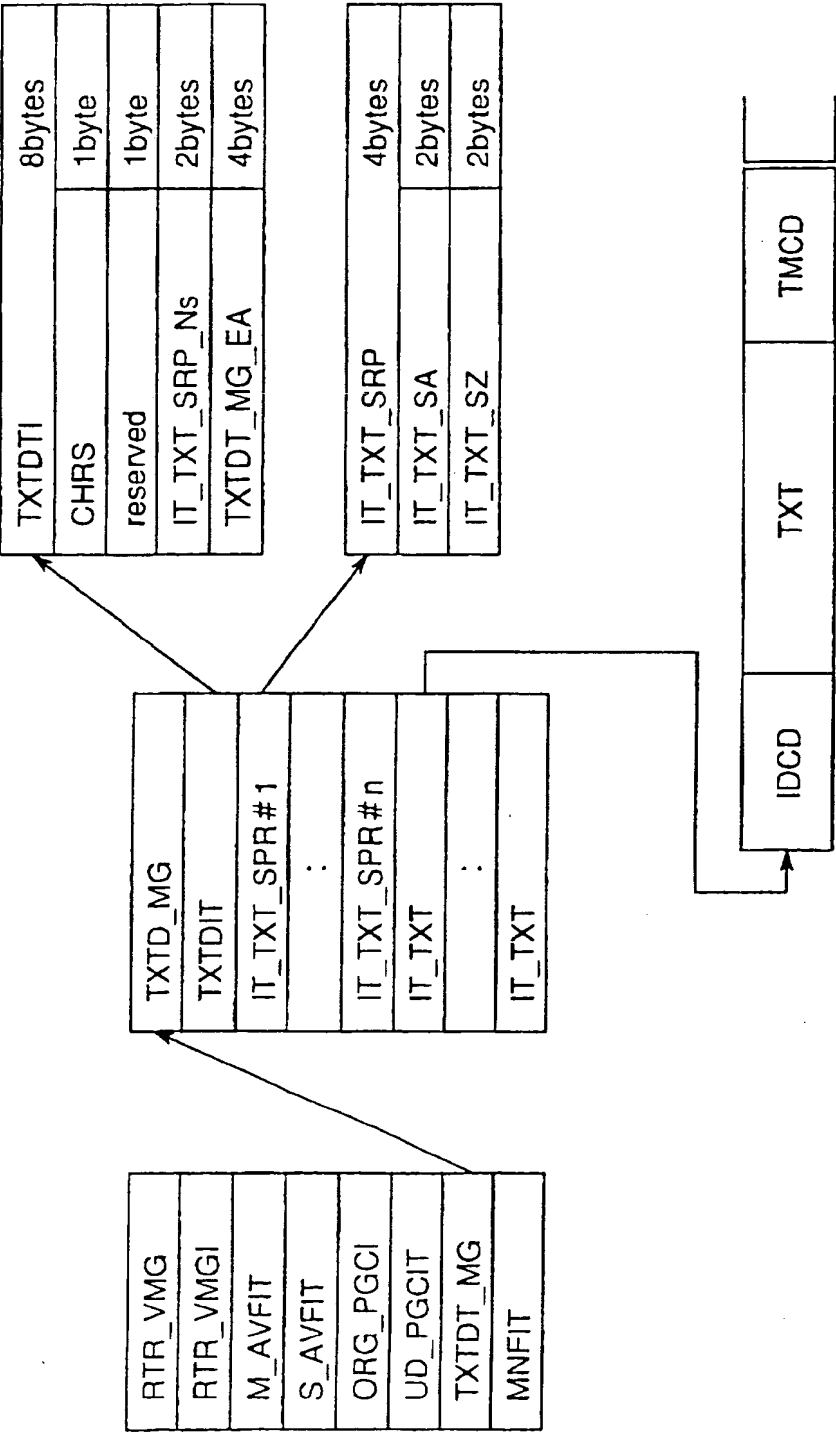 RTR_VMG
RTR_VMGI
M_AVFIT
S_AVFIT
ORG_PGCI
UD_PGCIT
TXTDT_MG
MNFIT
TXTD_MG
TXTDIT
IT_TXT_SPR#1
:
IT_TXT_SPR#n
IT_TXT
:
IT_TXT
TXTDTI 8bytes
CHRS 1byte
reserved 1byte
IT_TXT_SRP_Ns 2bytes
TXTDT_MG_EA 4bytes
IT_TXT_SRP 4bytes
IT_TXT_SA 2bytes
IT_TXT_SZ 2bytes
IDCD TXT TMCD